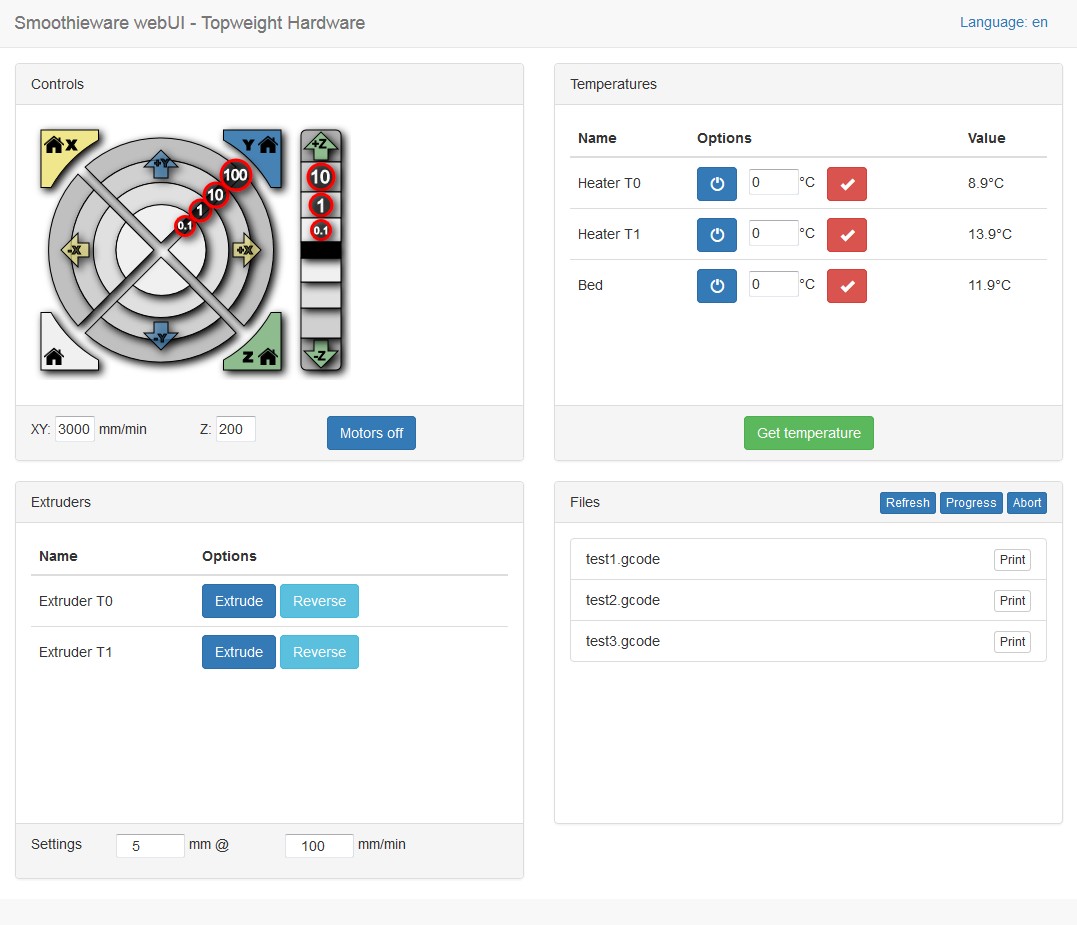 Smoothieware webUI - Topweight Hardware
Language: en
Controls
X
Y
+Y
100
10
1
0.1
-X
+X
-Y
Z
+Z
10
1
0.1
-Z
XY: 3000 mm/min
Z: 200
Motors off
Temperatures
Name Options Value
Heater T0 0 °C 8.9°C
Heater T1 0 °C 13.9°C
Bed 0 °C 11.9°C
Get temperature
Extruders
Name Options
Extruder T0 Extrude Reverse
Extruder T1 Extrude Reverse
Settings 5 mm @ 100 mm/min
Files Refresh Progress Abort
test1.gcode Print
test2.gcode Print
test3.gcode Print